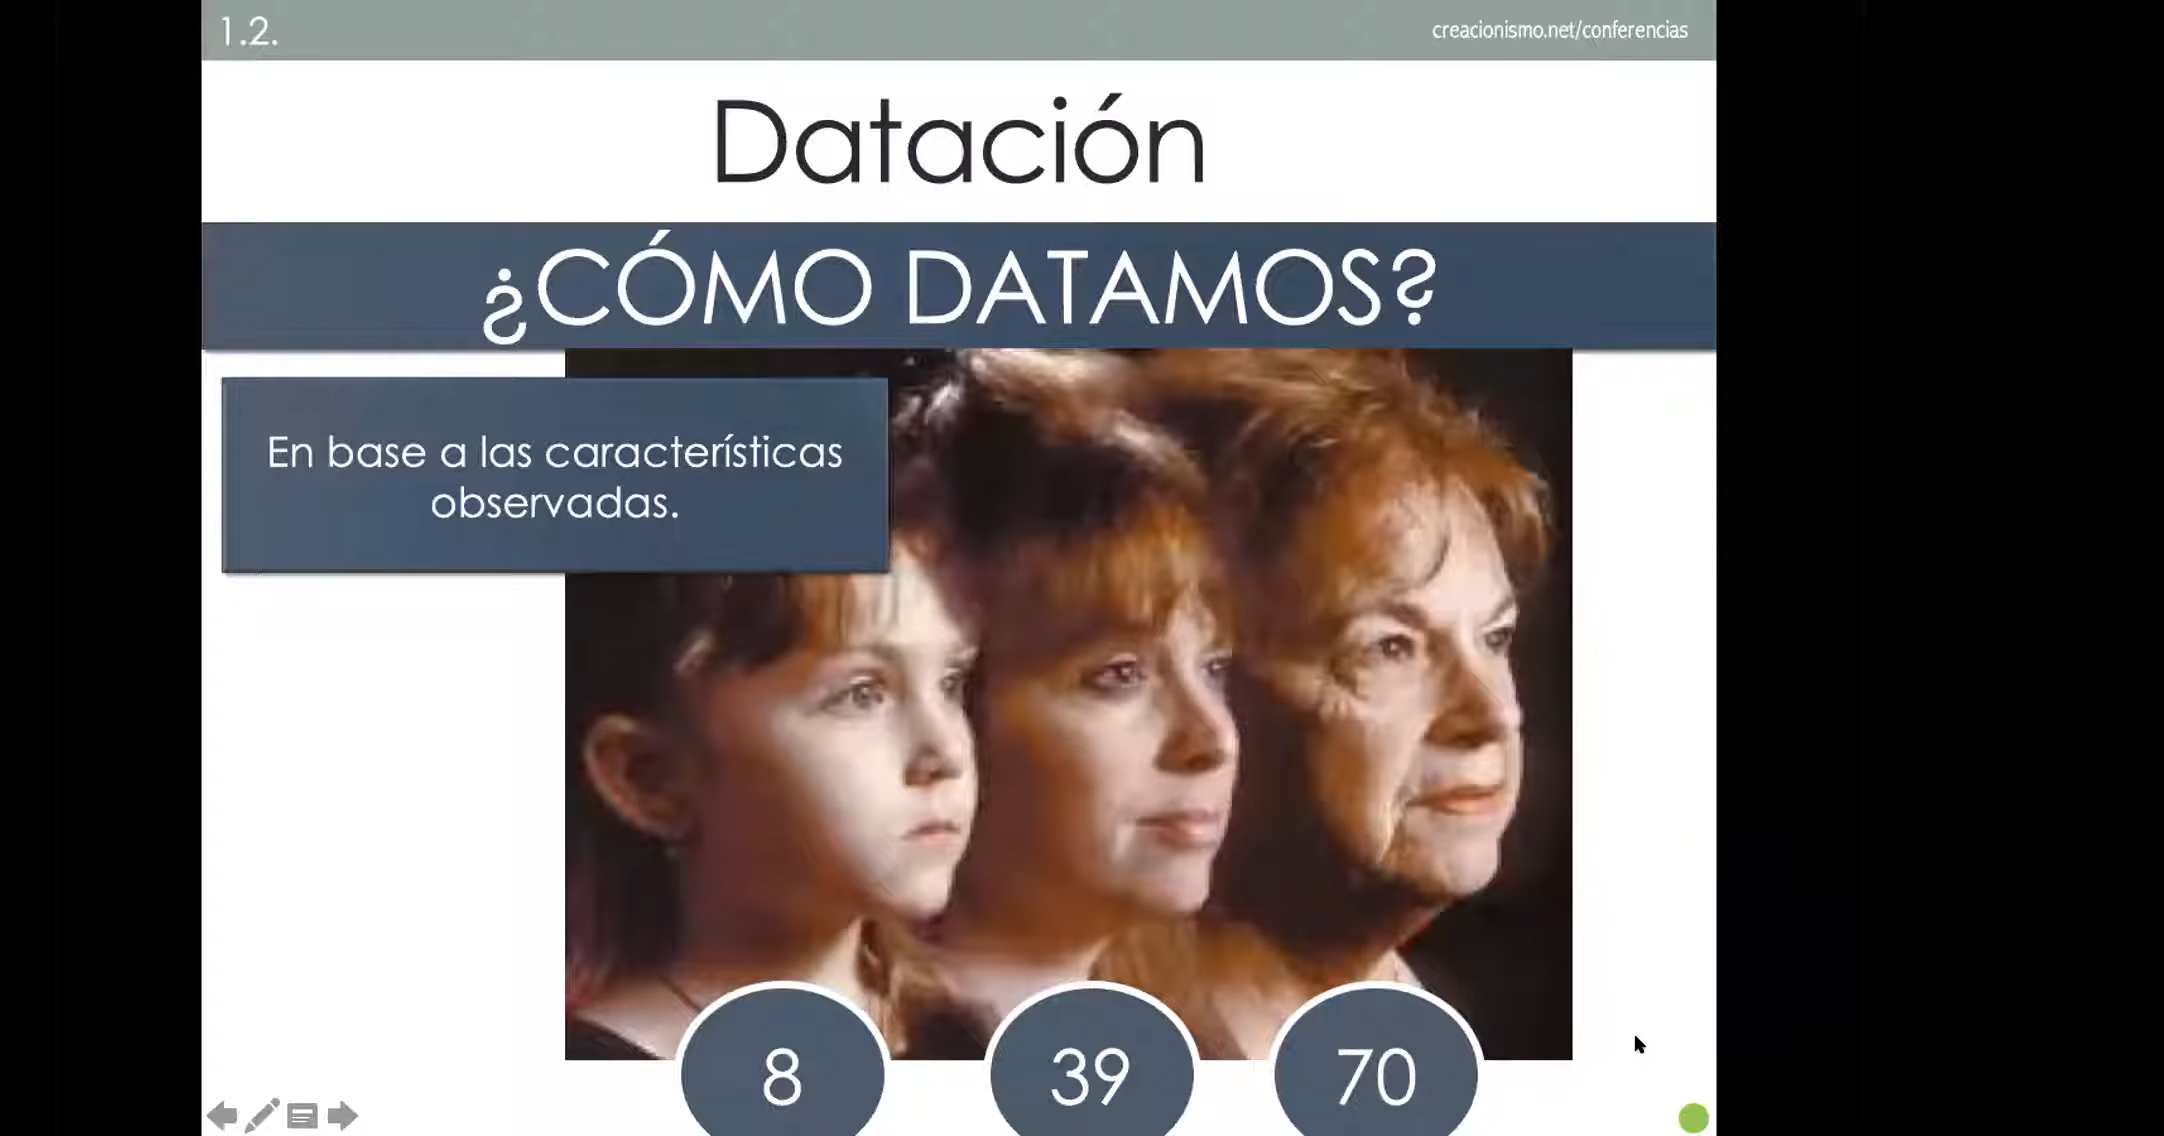 1.2.
creacionismo.net/conferencias
Datación
¿CÓMO DATAMOS?
En base a las características
observadas.
8
39
70